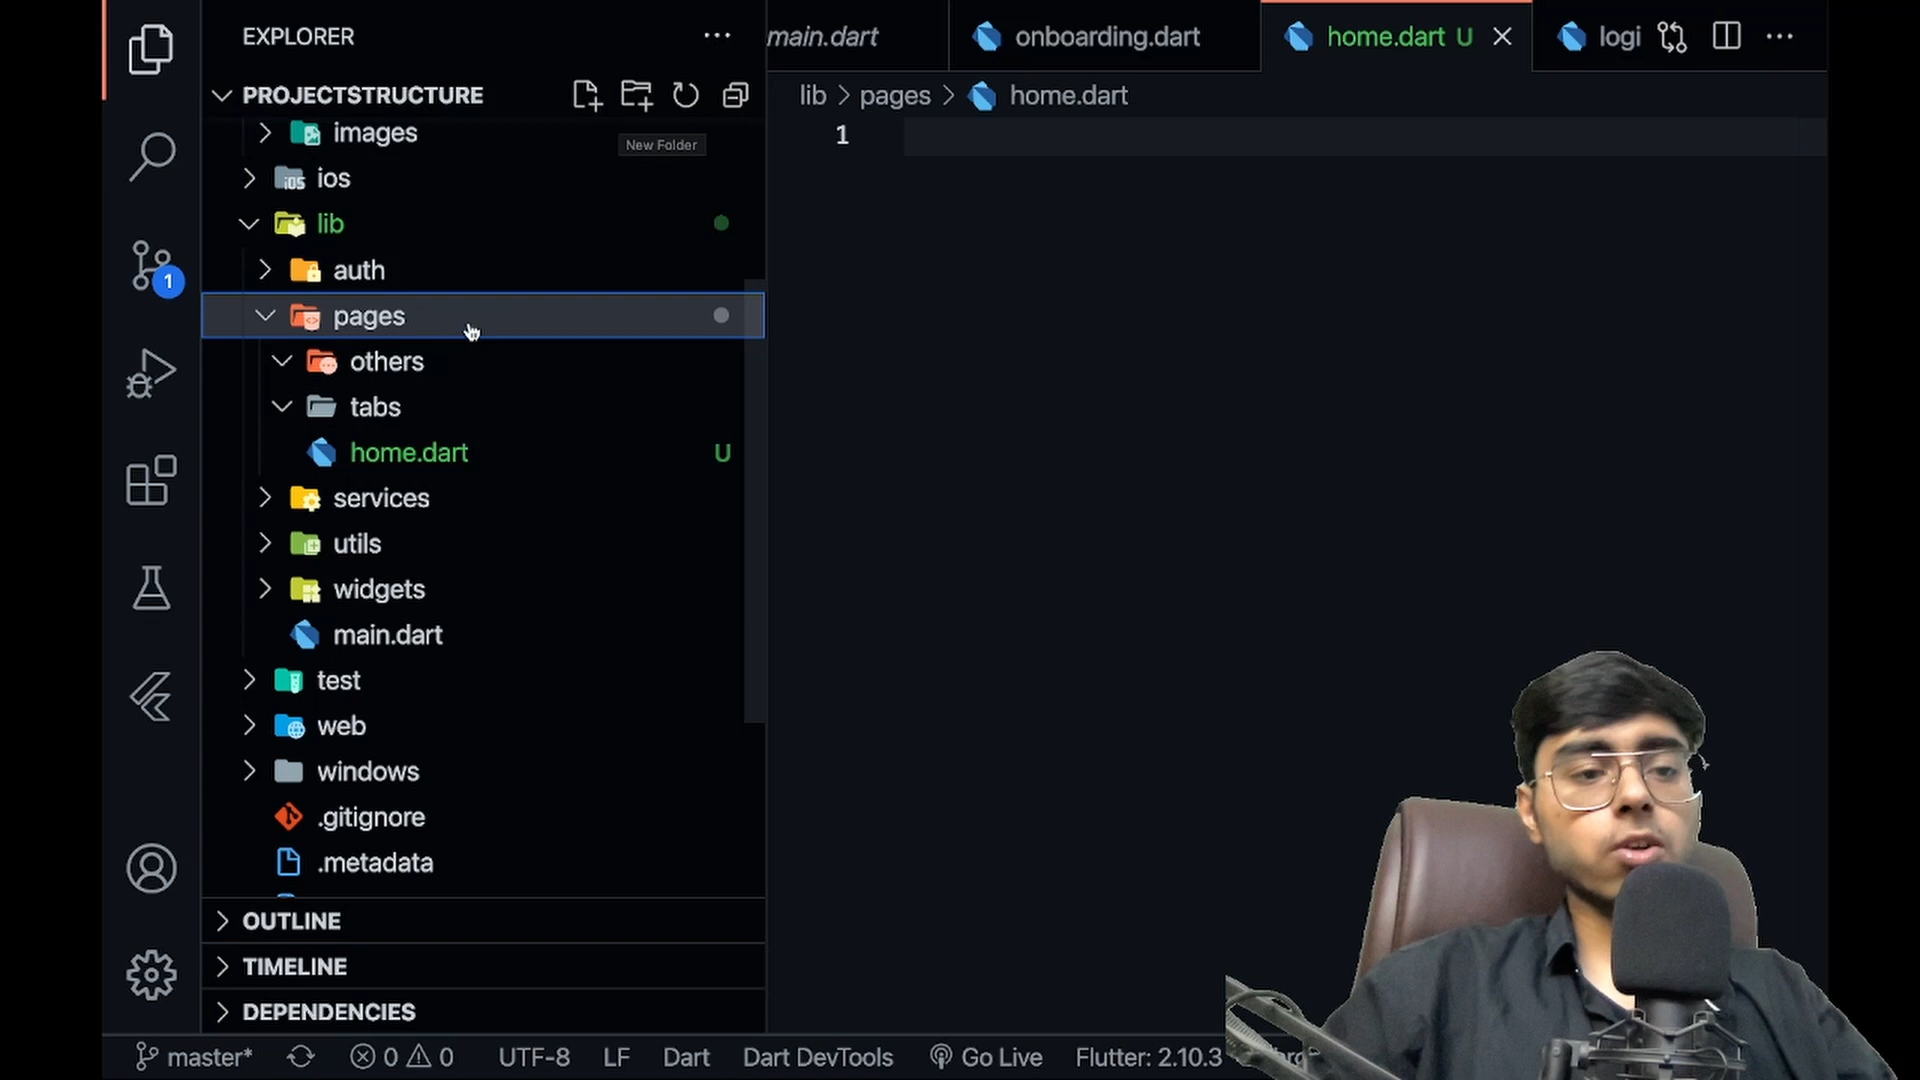 EXPLORER
main.dart
onboarding.dart
home.dart U
logi
PROJECTSTRUCTURE
lib > pages > home.dart
images
New Folder
1
ios
lib
auth
1
pages
others
tabs
home.dart U
services
utils
widgets
main.dart
test
web
windows
.gitignore
.metadata
OUTLINE
TIMELINE
DEPENDENCIES
master* 0 0 UTF-8 LF Dart Dart DevTools Go Live Flutter: 2.10.3